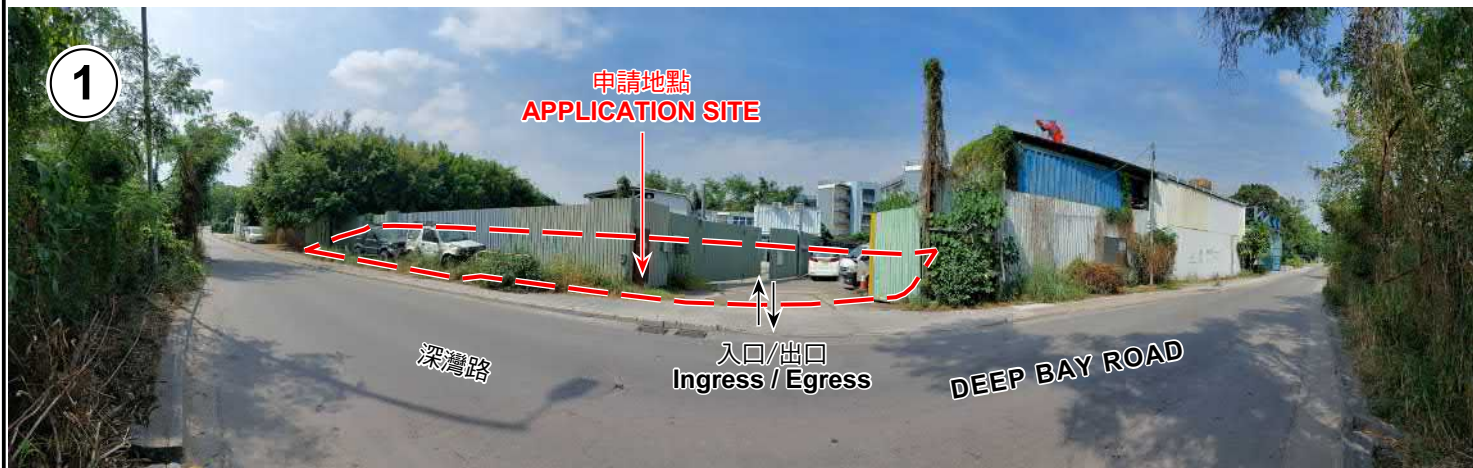 1
申請地點
APPLICATION SITE
入口/出口
Ingress / Egress
深灣路
DEEP BAY ROAD